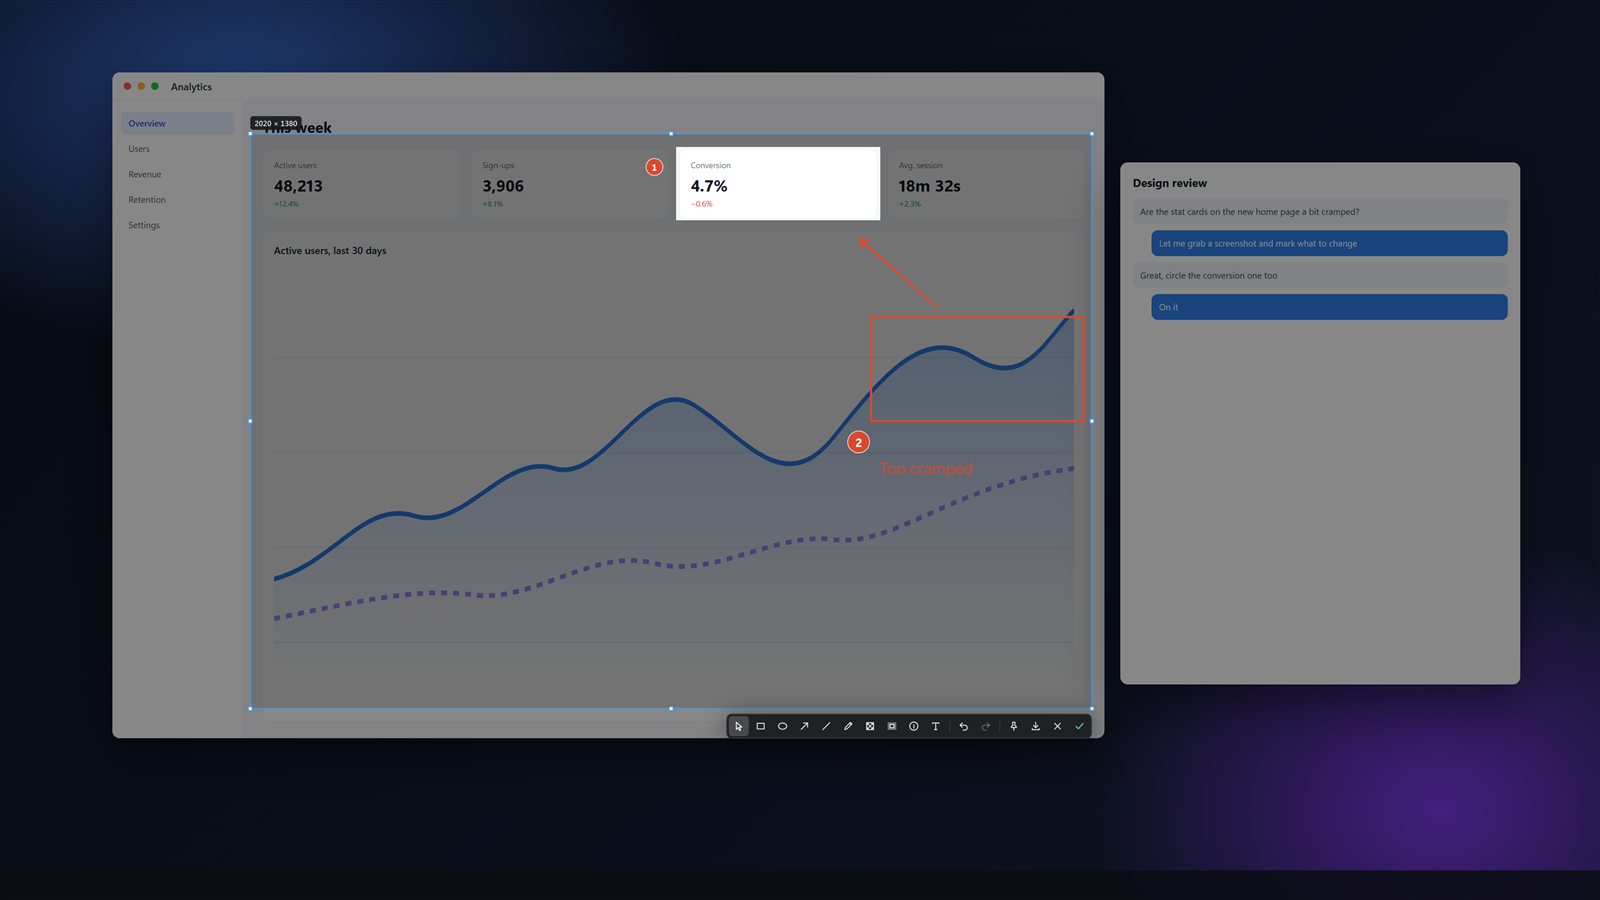 Analytics
Overview
Users
Revenue
Retention
Settings
2020 × 1380
This week
Active users
48,213
+12.4%
Sign-ups
3,906
+8.1%
1
Conversion
4.7%
−0.6%
Avg. session
18m 32s
+2.3%
Active users, last 30 days
2
Too cramped
Design review
Are the stat cards on the new home page a bit cramped?
Let me grab a screenshot and mark what to change
Great, circle the conversion one too
On it